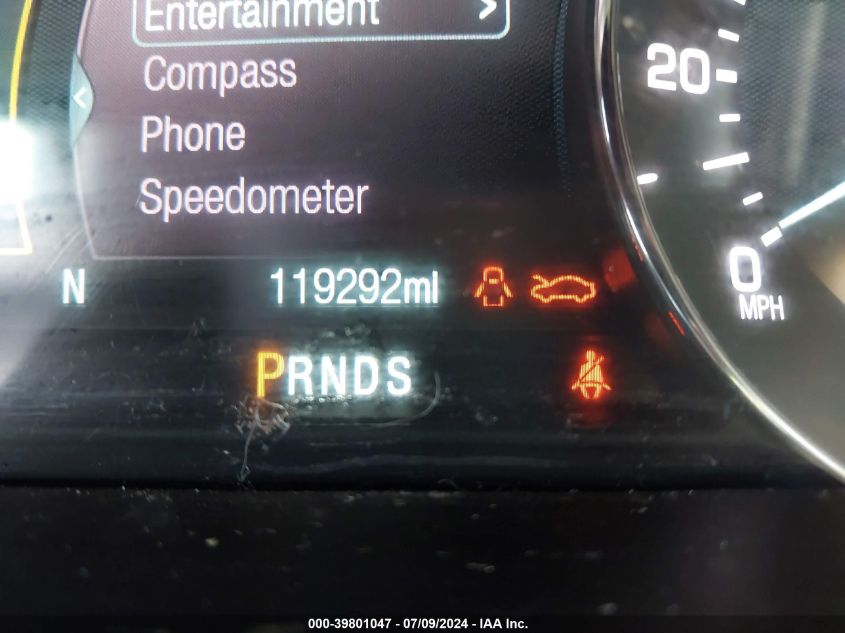 Entertainment >
Compass
<
Phone
Speedometer
20
0
MPH
N
119292mi
PRNDS
000-39801047 - 07/09/2024 - IAA Inc.